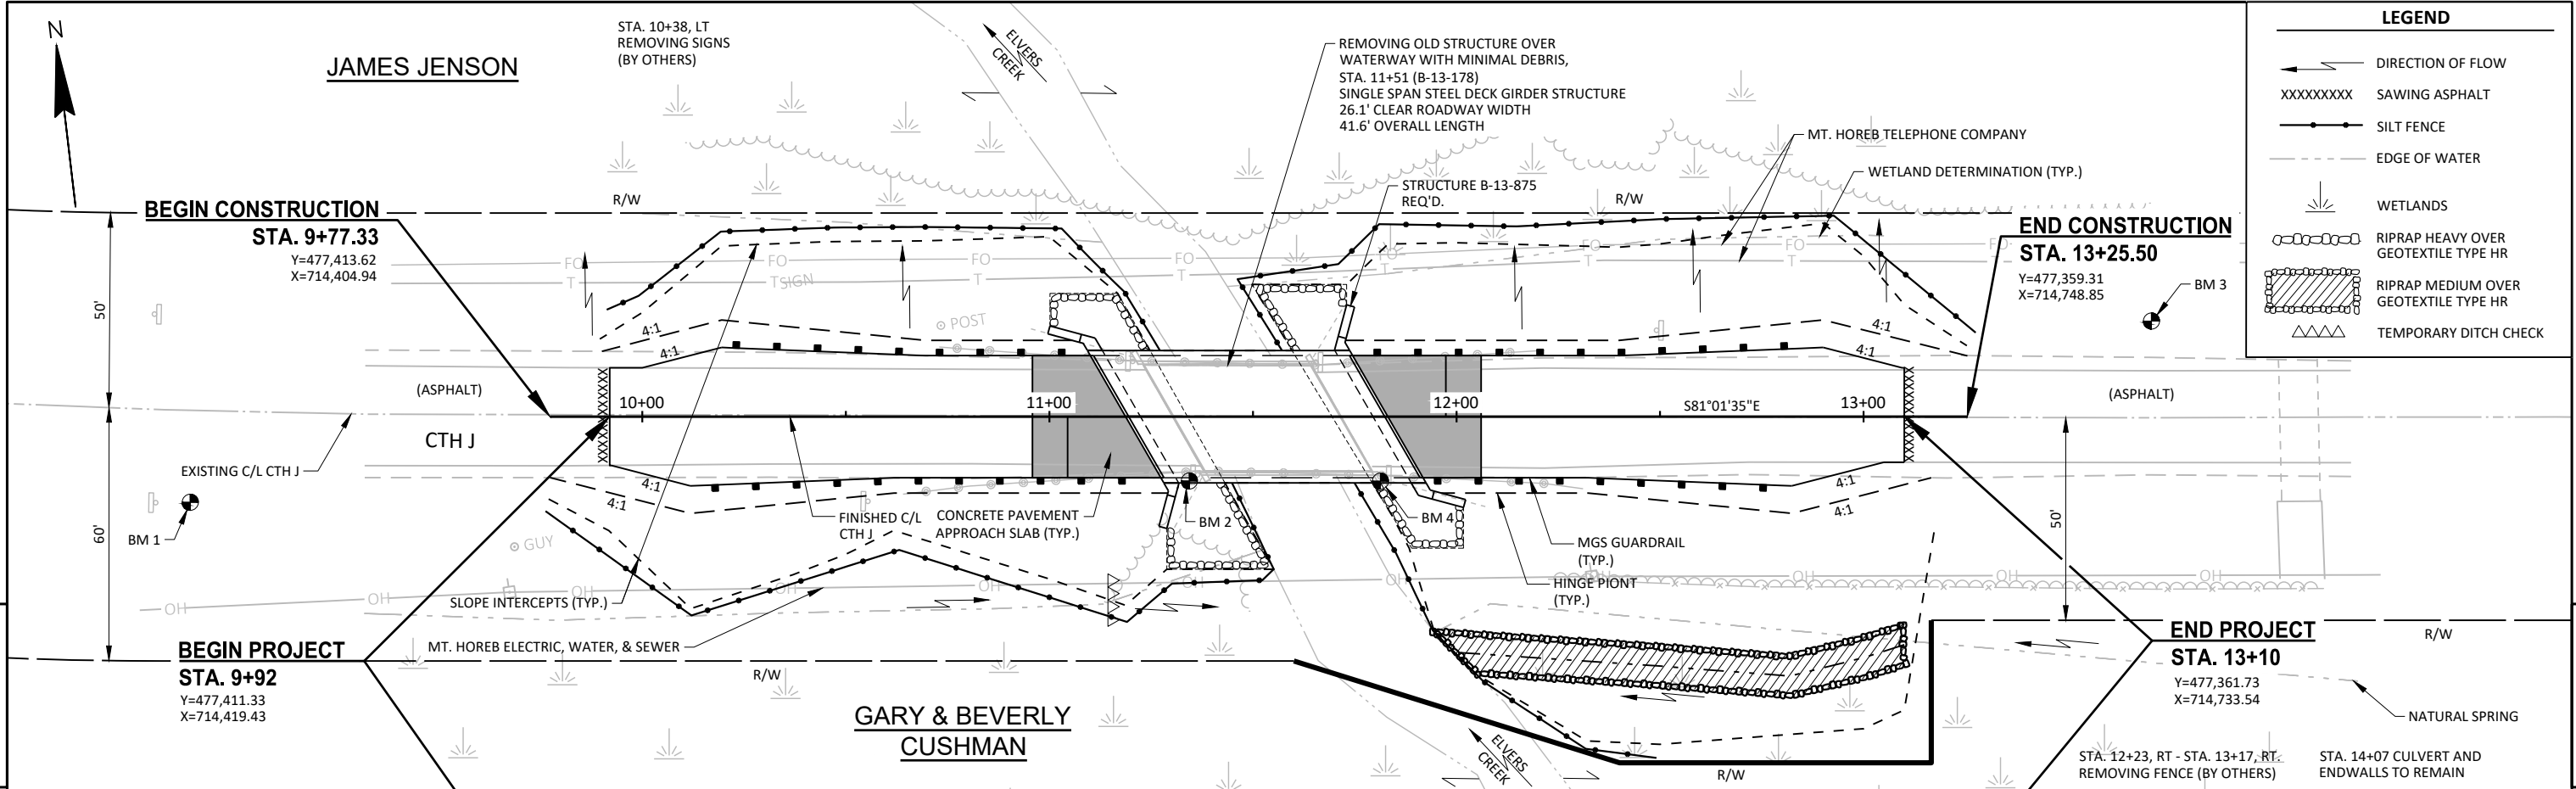 N
JAMES JENSON
STA. 10+38, LT
REMOVING SIGNS
(BY OTHERS)
ELVERS
CREEK
REMOVING OLD STRUCTURE OVER
WATERWAY WITH MINIMAL DEBRIS,
STA. 11+51 (B-13-178)
SINGLE SPAN STEEL DECK GIRDER STRUCTURE
26.1' CLEAR ROADWAY WIDTH
41.6' OVERALL LENGTH
MT. HOREB TELEPHONE COMPANY
WETLAND DETERMINATION (TYP.)
STRUCTURE B-13-875
REQ'D.
R/W
R/W
LEGEND
DIRECTION OF FLOW
XXXXXXXXX SAWING ASPHALT
SILT FENCE
EDGE OF WATER
WETLANDS
RIPRAP HEAVY OVER
GEOTEXTILE TYPE HR
RIPRAP MEDIUM OVER
GEOTEXTILE TYPE HR
TEMPORARY DITCH CHECK
BEGIN CONSTRUCTION
STA. 9+77.33
Y=477,413.62
X=714,404.94
END CONSTRUCTION
STA. 13+25.50
Y=477,359.31
X=714,748.85
BM 3
50'
FO FO FO FO FO FO FO
T T T T T T T
SIGN
POST
4:1
4:1
4:1
4:1
(ASPHALT)
10+00
11+00
12+00
S81°01'35"E
13+00
(ASPHALT)
CTH J
EXISTING C/L CTH J
4:1
4:1
4:1
4:1
BM 1
60'
GUY
FINISHED C/L
CTH J
CONCRETE PAVEMENT
APPROACH SLAB (TYP.)
BM 2
BM 4
MGS GUARDRAIL
(TYP.)
HINGE PIONT
(TYP.)
50'
OH OH OH OH OH OH OH OH OH OH
SLOPE INTERCEPTS (TYP.)
MT. HOREB ELECTRIC, WATER, & SEWER
BEGIN PROJECT
STA. 9+92
Y=477,411.33
X=714,419.43
R/W
GARY & BEVERLY
CUSHMAN
ELVERS
CREEK
R/W
END PROJECT
STA. 13+10
Y=477,361.73
X=714,733.54
R/W
NATURAL SPRING
STA. 12+23, RT - STA. 13+17, RT.
REMOVING FENCE (BY OTHERS)
STA. 14+07 CULVERT AND
ENDWALLS TO REMAIN